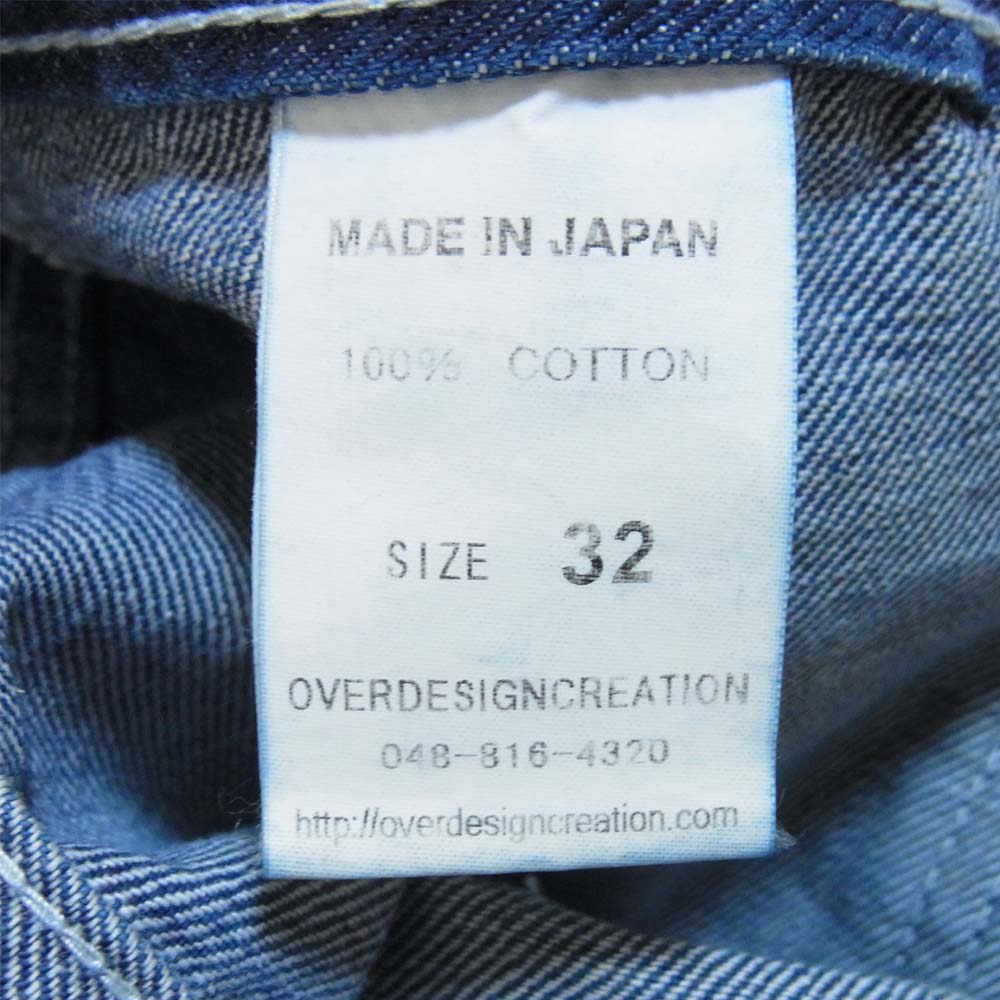 MADE IN JAPAN
100% COTTON
SIZE 32
OVERDESIGNCREATION
048-816-4320
http://overdesigncreation.com